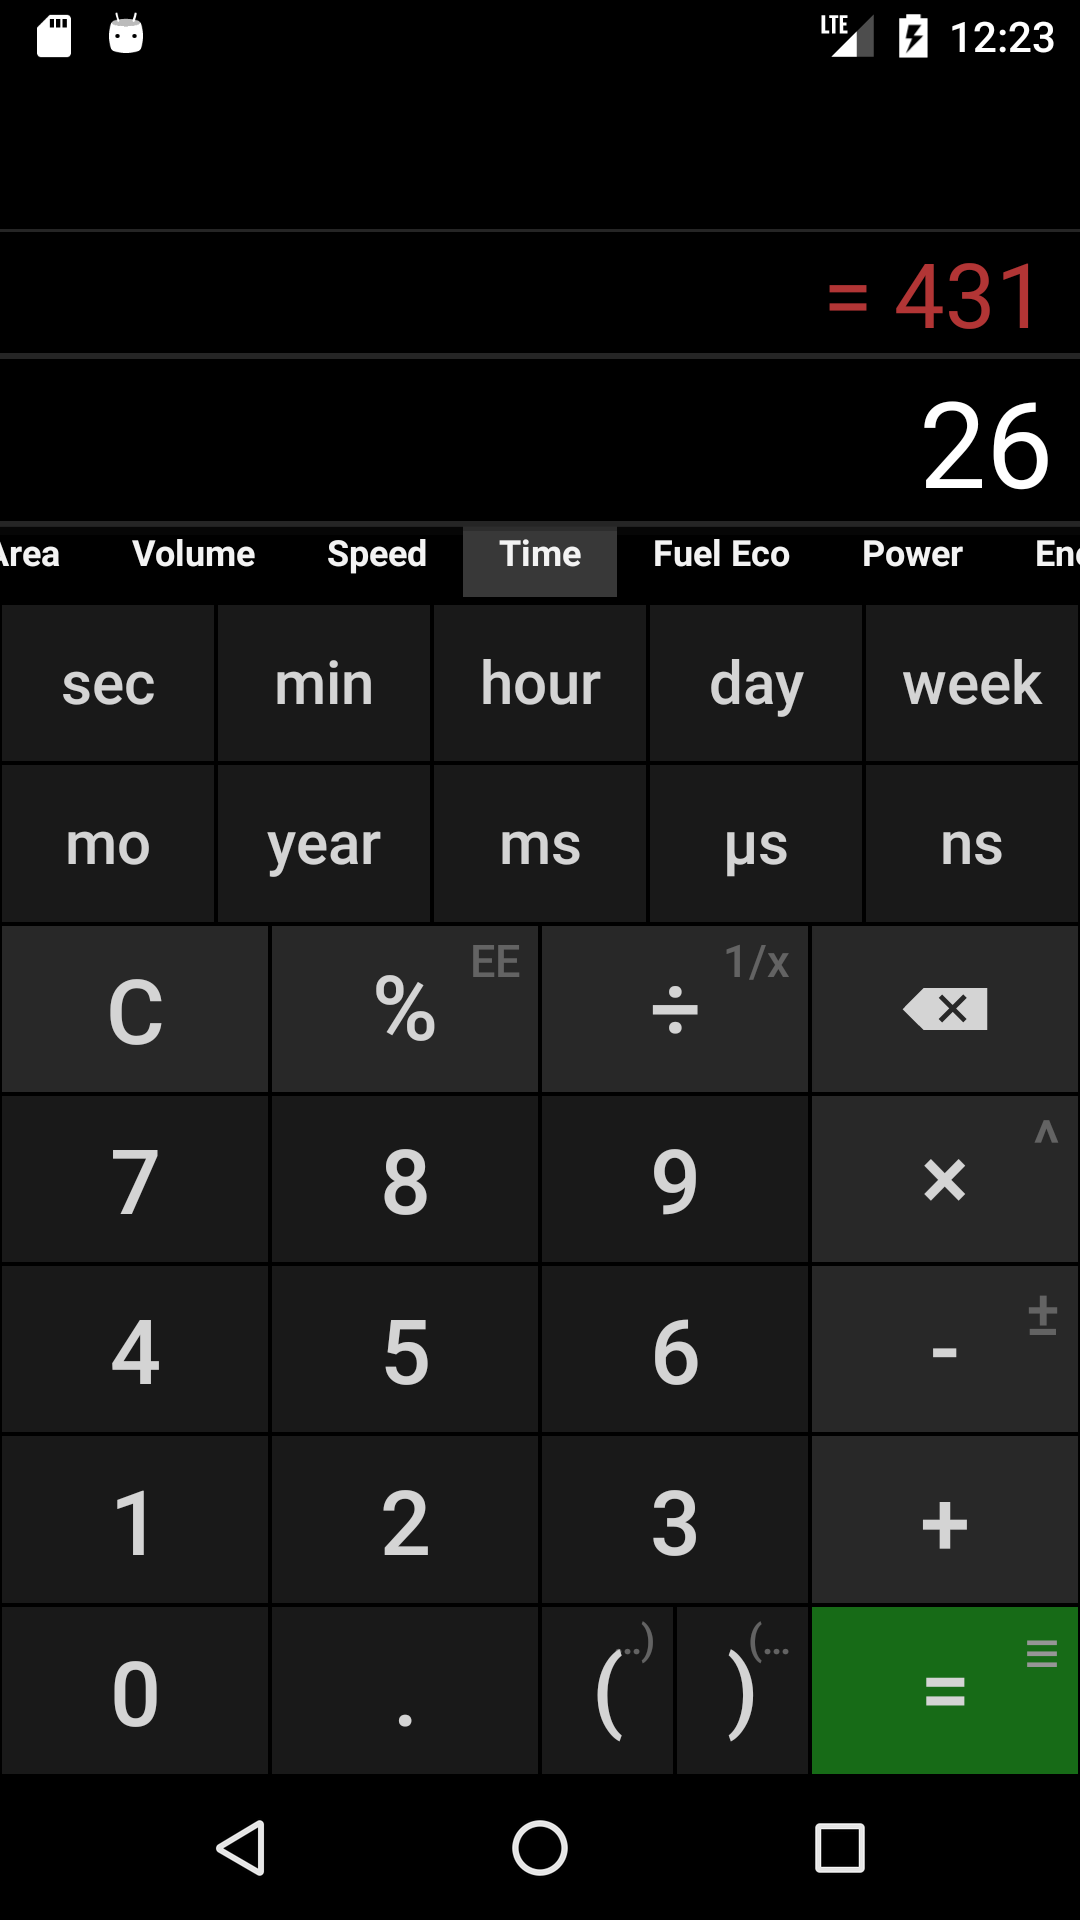 LTE 12:23
= 431
26
Area Volume Speed Time Fuel Eco Power
sec min hour day week
mo year ms µs ns
C % EE ÷ 1/x
7 8 9 × ^
4 5 6 - ±
1 2 3 +
0 . ( ..) ) (... =